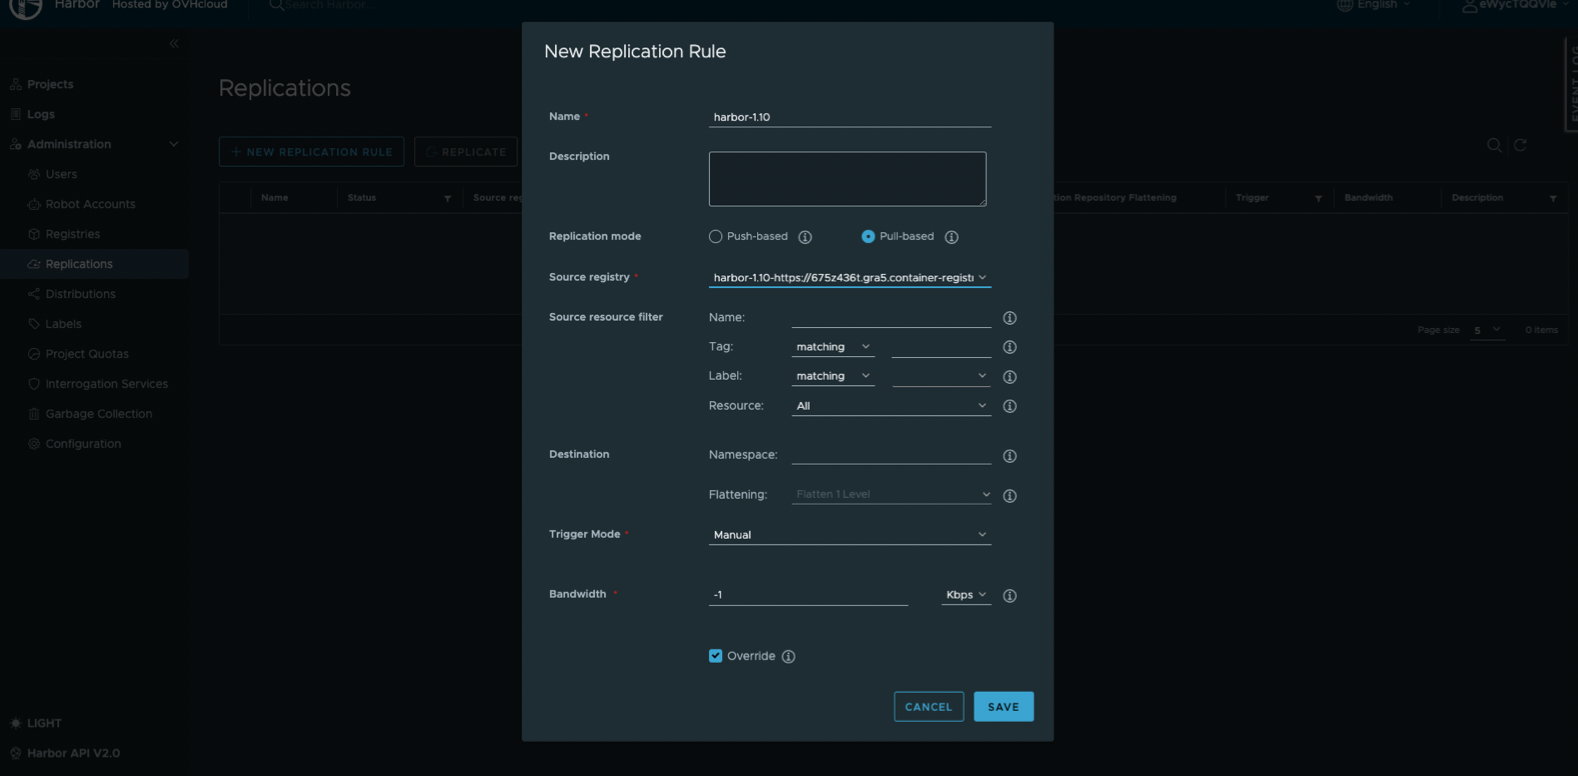 Harbor Hosted by OVHcloud Search Harbor... English eWycTQQVle
New Replication Rule
Projects
Logs
Administration
Users
Robot Accounts
Registries
Replications
Distributions
Labels
Project Quotas
Interrogation Services
Garbage Collection
Configuration
LIGHT
Harbor API V2.0
Replications
+ NEW REPLICATION RULE REPLICATE
Name Status Source reg
tion Repository Flattening Trigger Bandwidth Description
Page size 5 0 items
EVENT LOG
Name *
harbor-1.10
Description
Replication mode
Push-based Pull-based
Source registry *
harbor-1.10-https://675z436t.gra5.container-registr
Source resource filter
Name:
Tag: matching
Label: matching
Resource: All
Destination
Namespace:
Flattening: Flatten 1 Level
Trigger Mode *
Manual
Bandwidth *
-1 Kbps
Override
CANCEL SAVE